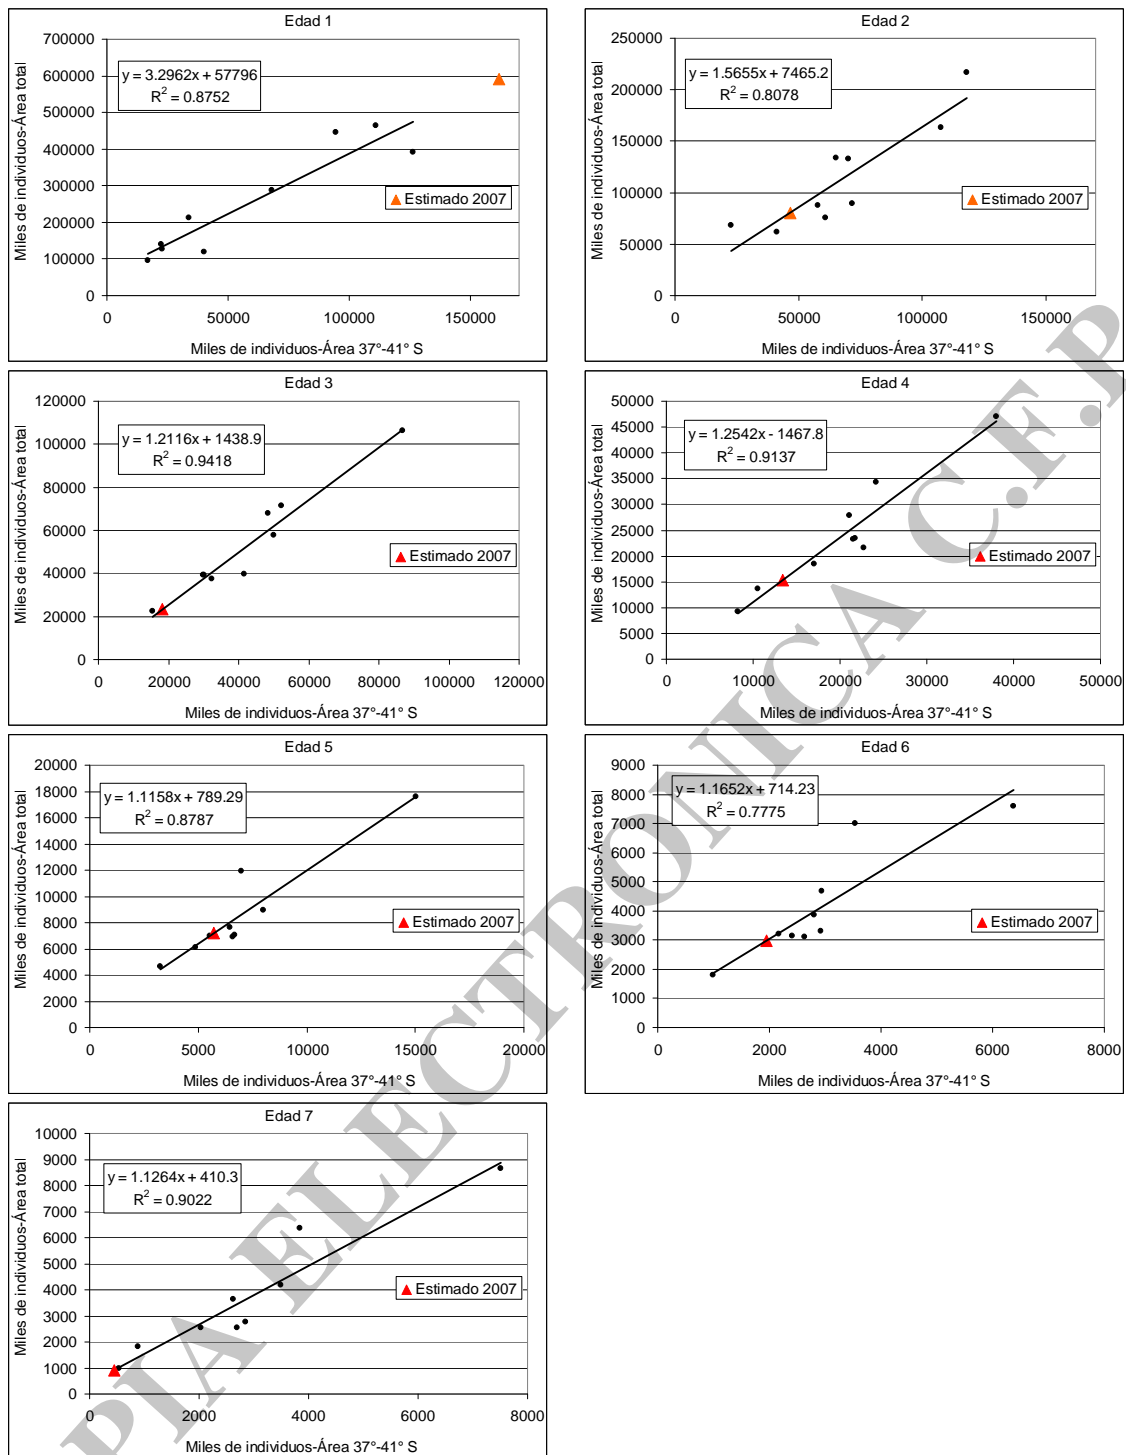 Edad 1
Miles de individuos-Área total
700000
600000
500000
400000
300000
200000
100000
0
y = 3.2962x + 57796
R² = 0.8752
Estimado 2007
0 50000 100000 150000
Miles de individuos-Área 37°-41° S
Edad 2
Miles de individuos-Área total
250000
200000
150000
100000
50000
0
y = 1.5655x + 7465.2
R² = 0.8078
Estimado 2007
0 50000 100000 150000
Miles de individuos-Área 37°-41° S
Edad 3
Miles de individuos-Área total
120000
100000
80000
60000
40000
20000
0
y = 1.2116x + 1438.9
R² = 0.9418
Estimado 2007
0 20000 40000 60000 80000 100000 120000
Miles de individuos-Área 37°-41° S
Edad 4
Miles de individuos-Área total
50000
45000
40000
35000
30000
25000
20000
15000
10000
5000
0
y = 1.2542x - 1467.8
R² = 0.9137
Estimado 2007
0 10000 20000 30000 40000 50000
Miles de individuos-Área 37°-41° S
Edad 5
Miles de individuos-Área total
20000
18000
16000
14000
12000
10000
8000
6000
4000
2000
0
y = 1.1158x + 789.29
R² = 0.8787
Estimado 2007
0 5000 10000 15000 20000
Miles de individuos-Área 37°-41° S
Edad 6
Miles de individuos-Área total
9000
8000
7000
6000
5000
4000
3000
2000
1000
0
y = 1.1652x + 714.23
R² = 0.7775
Estimado 2007
0 2000 4000 6000 8000
Miles de individuos-Área 37°-41° S
Edad 7
Miles de individuos-Área total
10000
9000
8000
7000
6000
5000
4000
3000
2000
1000
0
y = 1.1264x + 410.3
R² = 0.9022
Estimado 2007
0 2000 4000 6000 8000
Miles de individuos-Área 37°-41° S
PIA ELECTRONICA C.F.P